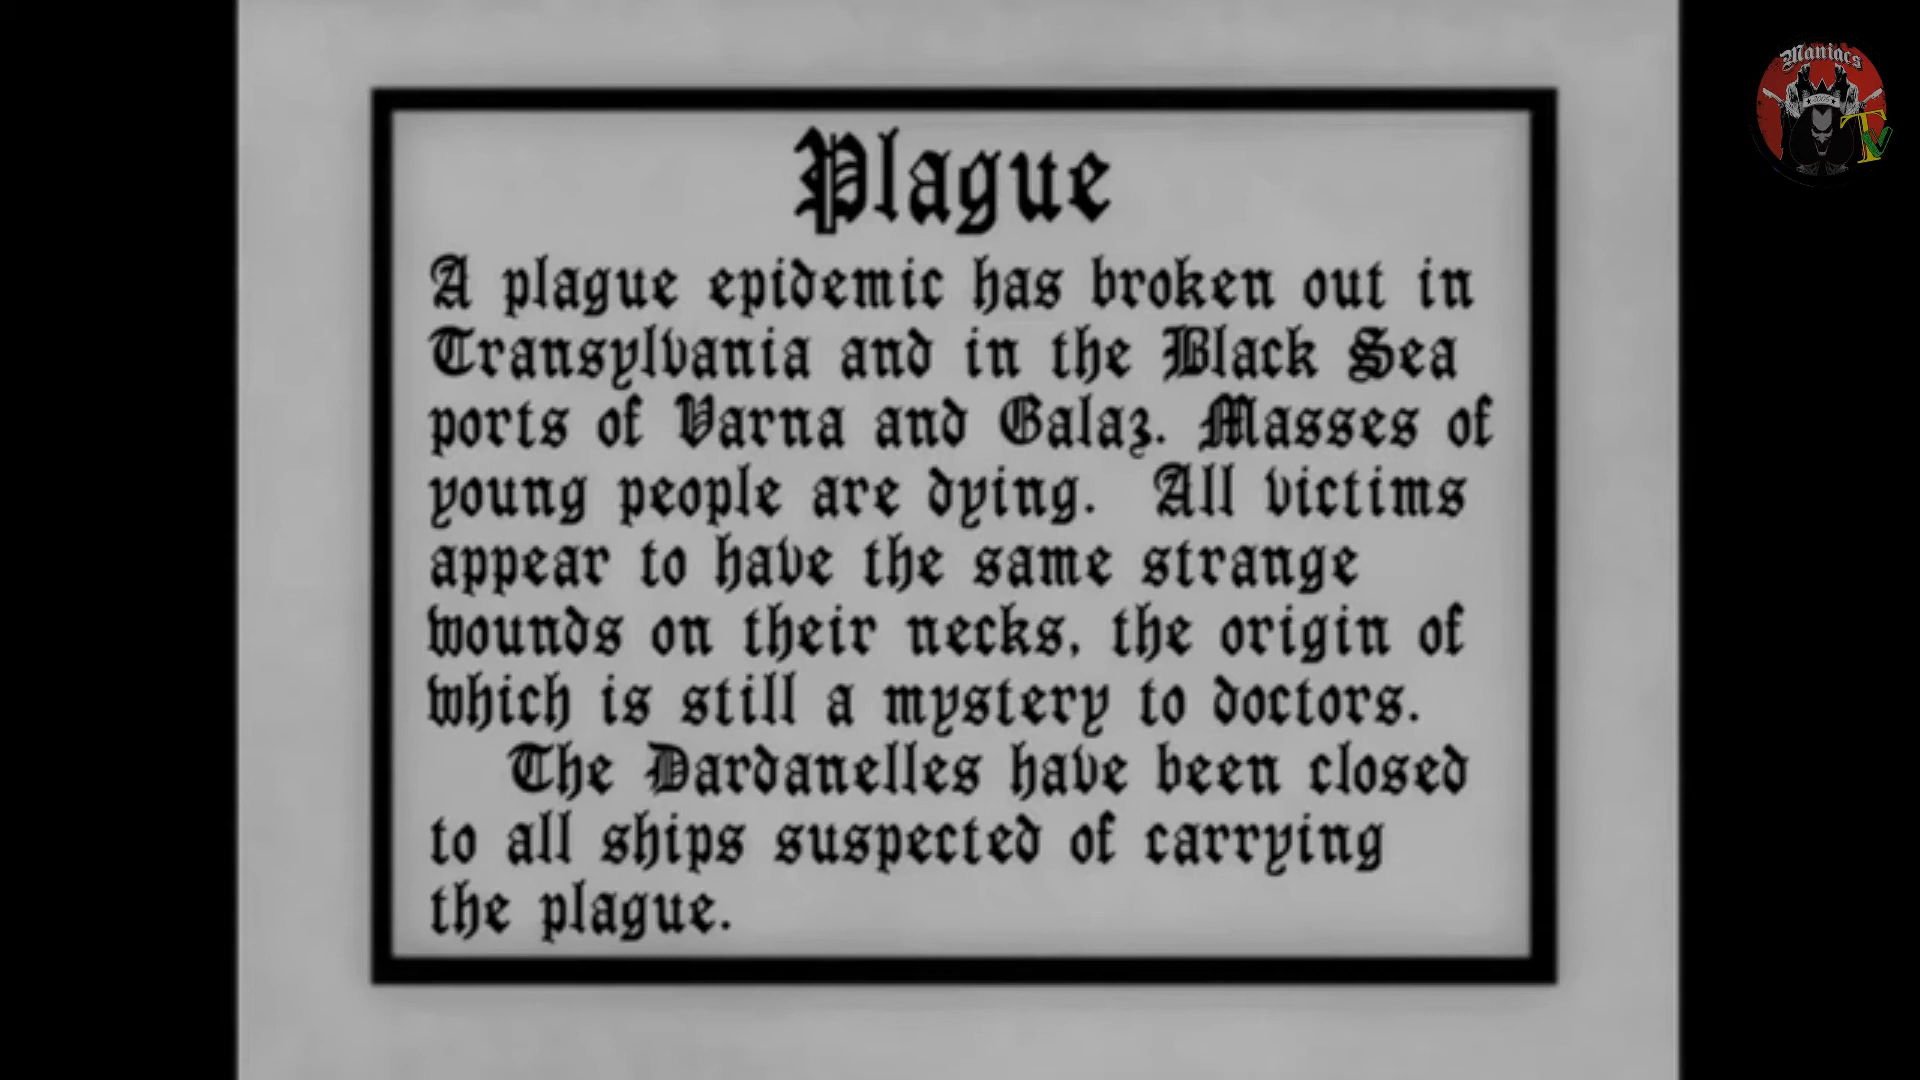 Maniacs
2006
TV
Plague
A plague epidemic has broken out in
Transylvania and in the Black Sea
ports of Varna and Galaz. Masses of
young people are dying. All victims
appear to have the same strange
wounds on their necks, the origin of
which is still a mystery to doctors.
The Dardanelles have been closed
to all ships suspected of carrying
the plague.